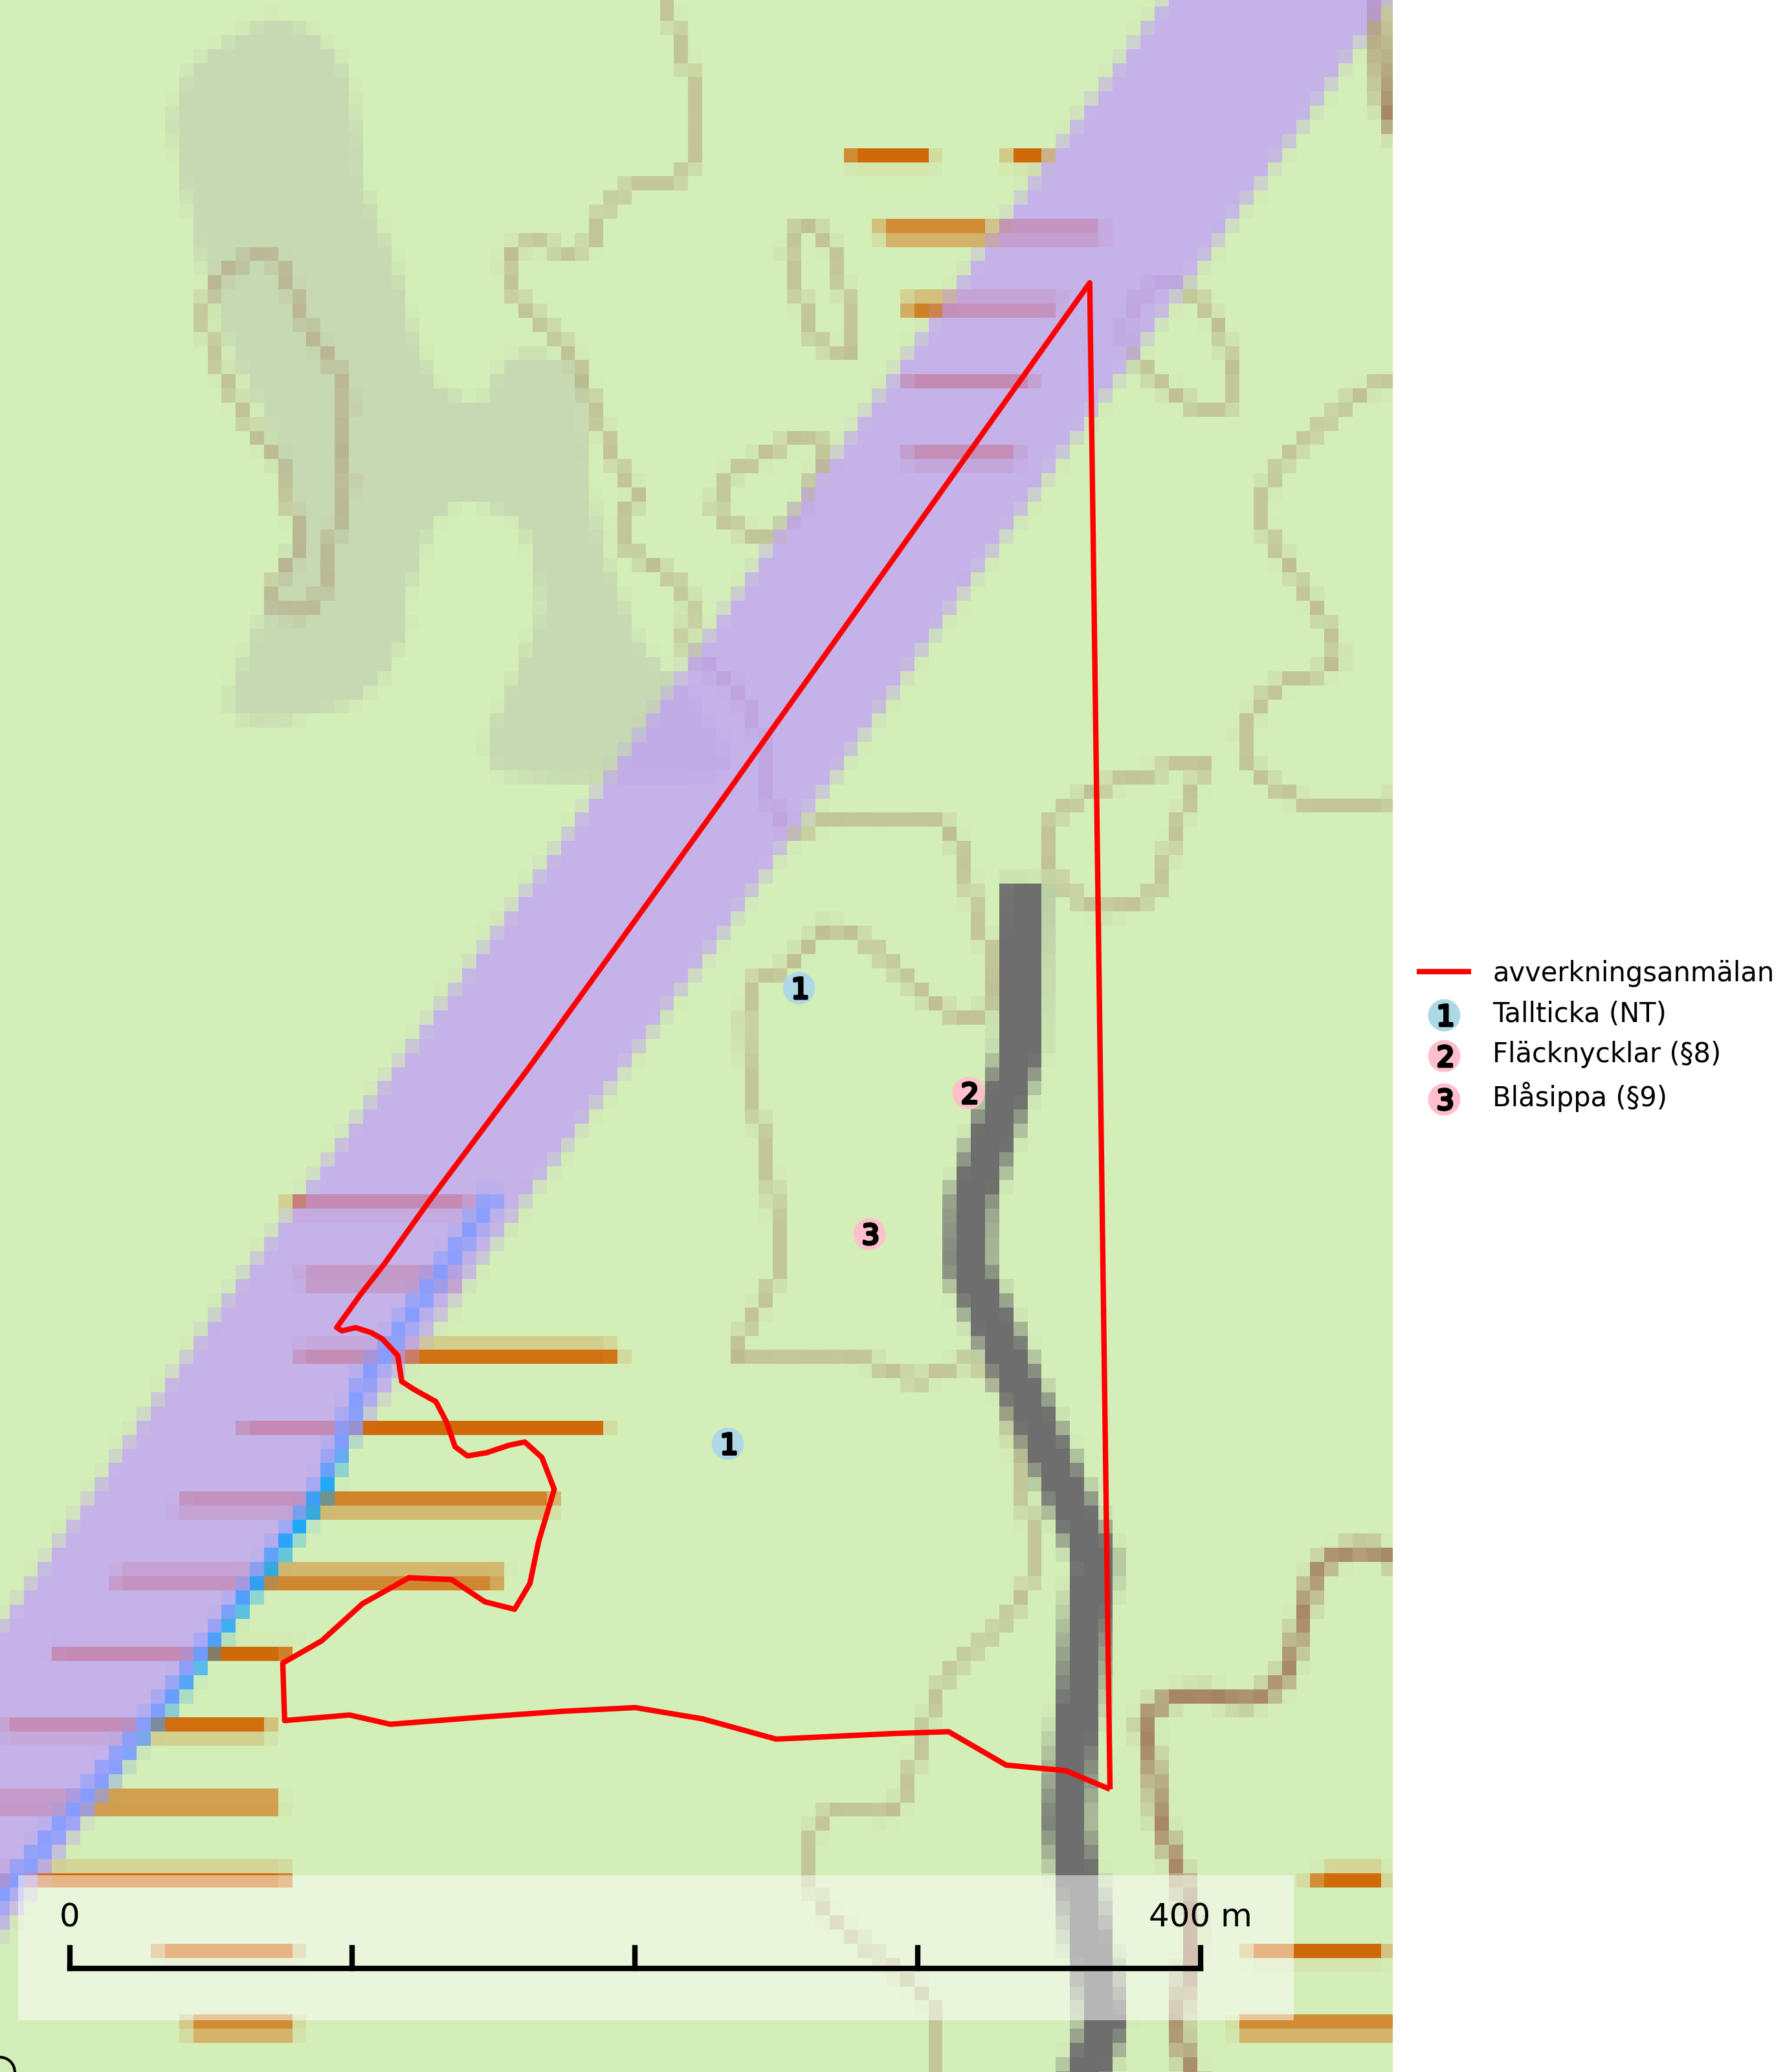 1
2
3
1
0
400 m
avverkningsanmälan
1 Tallticka (NT)
2 Fläcknycklar (§8)
3 Blåsippa (§9)